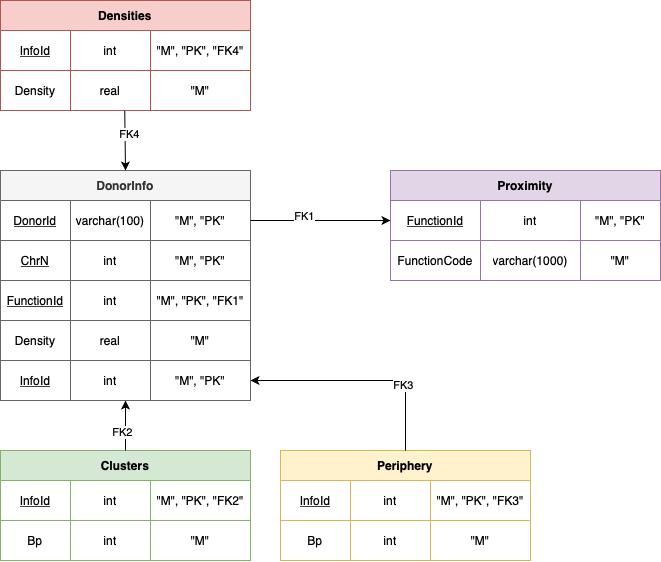 Densities
InfoId int "M", "PK", "FK4"
Density real "M"
FK4
DonorInfo
DonorId varchar(100) "M", "PK"
ChrN int "M", "PK"
FunctionId int "M", "PK", "FK1"
Density real "M"
InfoId int "M", "PK"
FK1
Proximity
FunctionId int "M", "PK"
FunctionCode varchar(1000) "M"
FK2
FK3
Clusters
InfoId int "M", "PK", "FK2"
Bp int "M"
Periphery
InfoId int "M", "PK", "FK3"
Bp int "M"